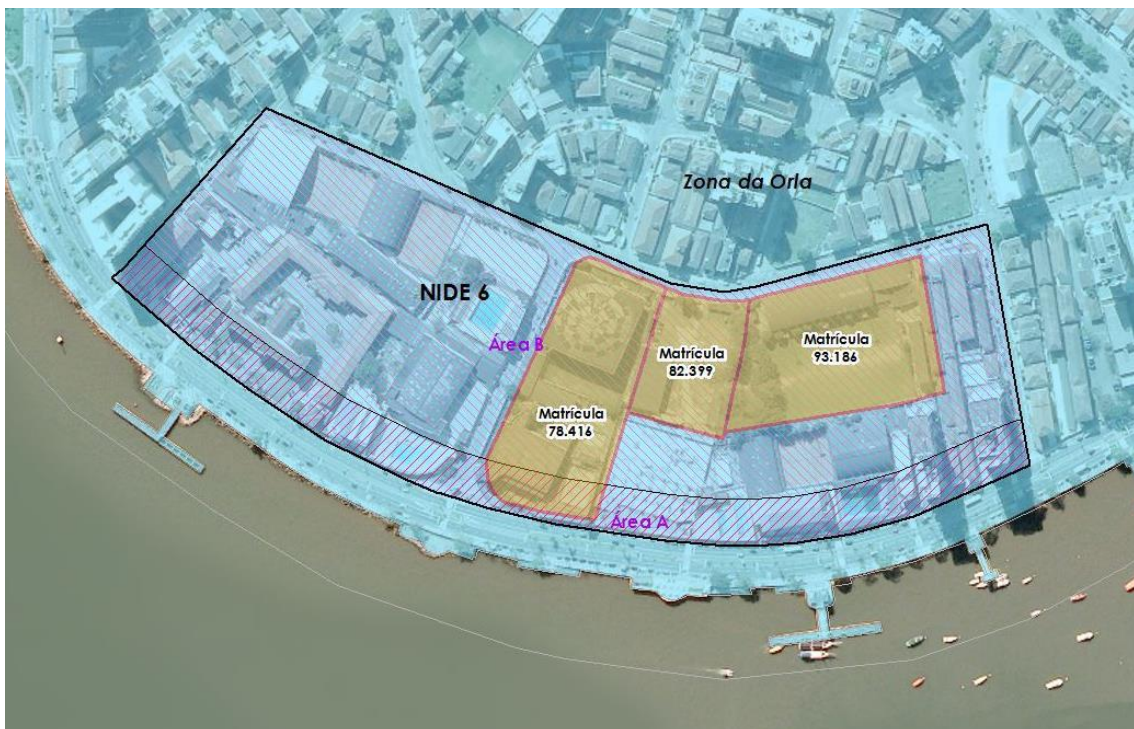 Zona da Orla
NIDE 6
Área B
Matrícula
82.399
Matrícula
93.186
Matrícula
78.416
Área A